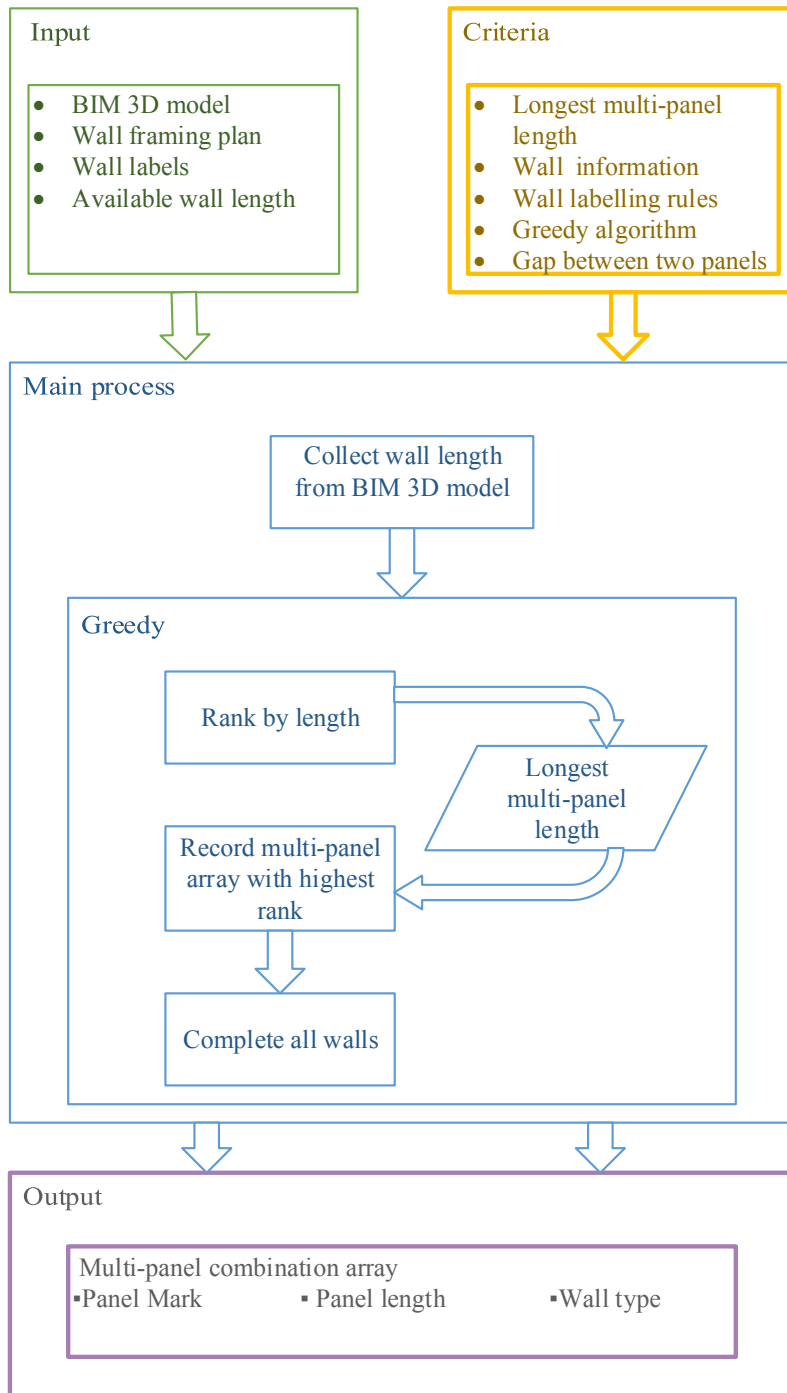 Input
• BIM 3D model
• Wall framing plan
• Wall labels
• Available wall length
Criteria
• Longest multi-panel
length
• Wall information
• Wall labelling rules
• Greedy algorithm
• Gap between two panels
Main process
Collect wall length
from BIM 3D model
Greedy
Rank by length
Longest
multi-panel
length
Record multi-panel
array with highest
rank
Complete all walls
Output
Multi-panel combination array
▪Panel Mark ▪ Panel length ▪Wall type